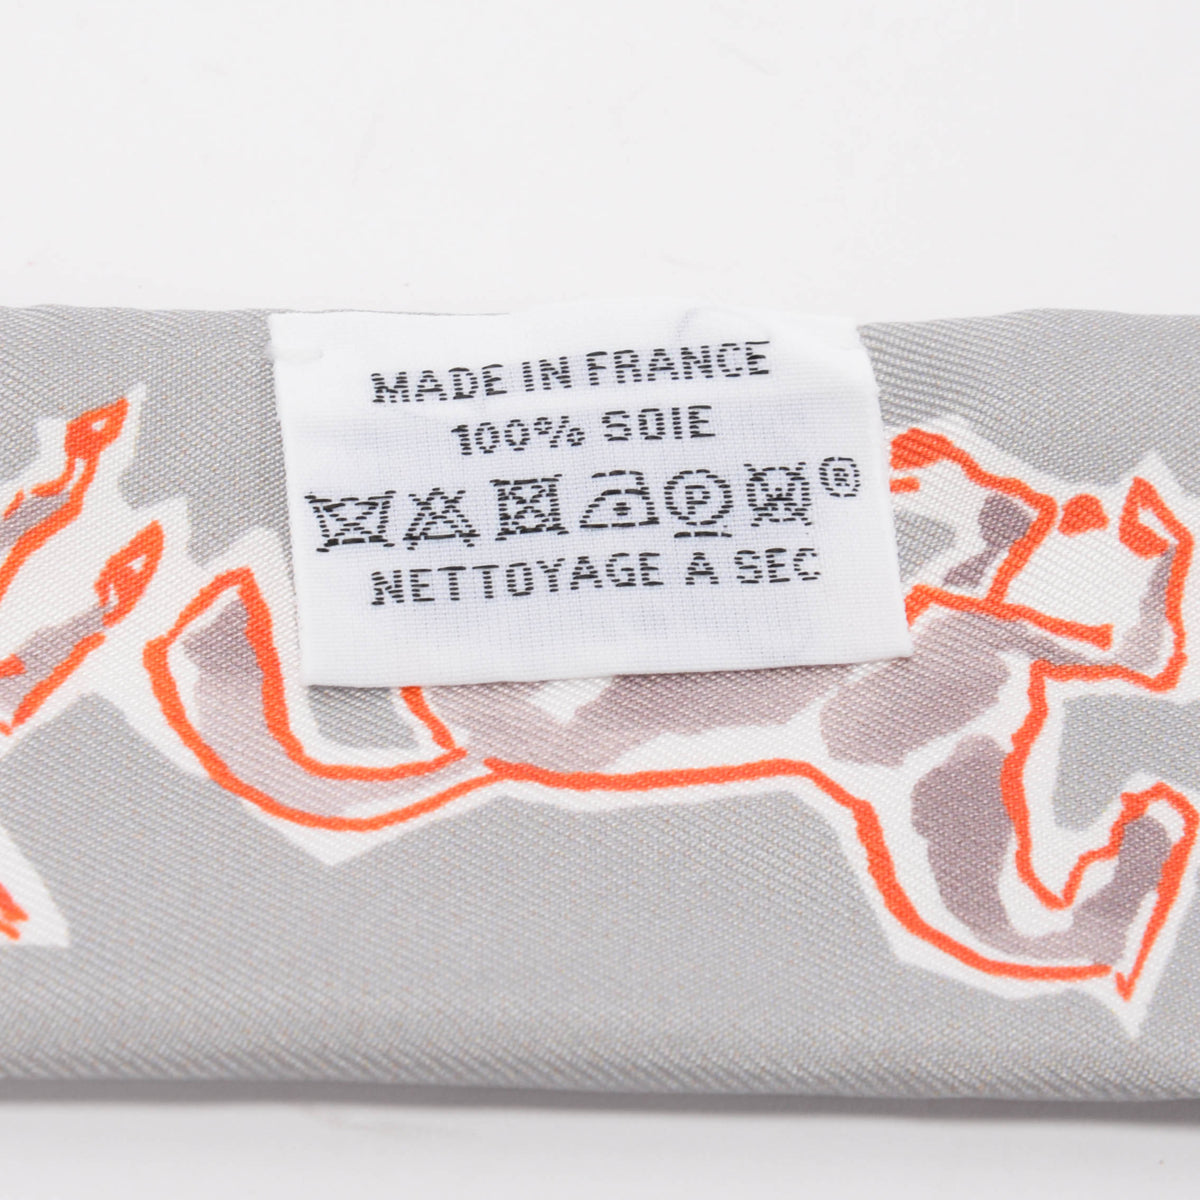 MADE IN FRANCE
100% SOIE
P W ®
NETTOYAGE A SEC